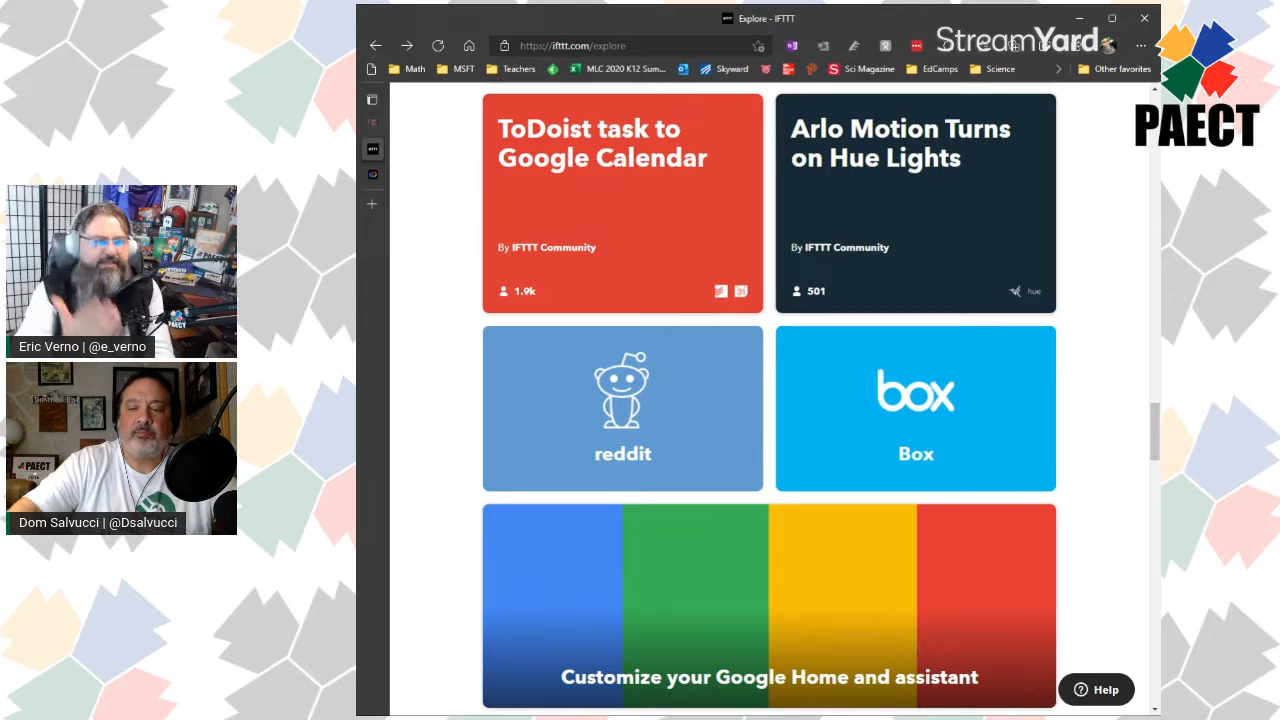 Explore - IFTTT
StreamYard
https://ifttt.com/explore
Math
MSFT
Teachers
MLC 2020 K12 Sum...
Skyward
Sci Magazine
EdCamps
Science
Other favorites
PAECT
ToDoist task to
Google Calendar
By IFTTT Community
1.9k
31
Arlo Motion Turns
on Hue Lights
By IFTTT Community
501
hue
reddit
box
Box
Customize your Google Home and assistant
Help
PAECT
Eric Verno | @e_verno
PAECT
Dom Salvucci | @Dsalvucci